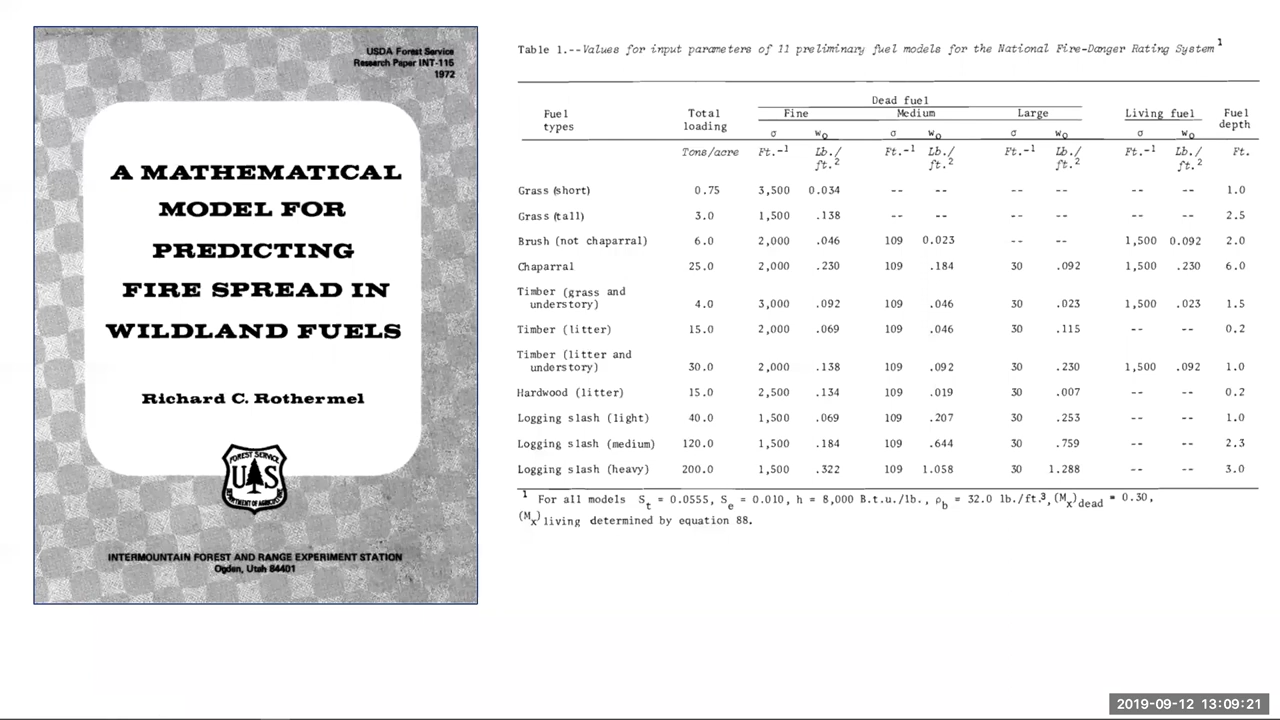 USDA Forest Service
Research Paper INT-115
1972
A MATHEMATICAL
MODEL FOR
PREDICTING
FIRE SPREAD IN
WILDLAND FUELS
Richard C. Rothermel
FOREST SERVICE
U S
DEPARTMENT OF AGRICULTURE
INTERMOUNTAIN FOREST AND RANGE EXPERIMENT STATION
Ogden, Utah 84401
Table 1.--Values for input parameters of 11 preliminary fuel models for the National Fire-Danger Rating System 1
Dead fuel
Fuel types Total loading Fine Medium Large Living fuel Fuel depth
σ wo σ wo σ wo σ wo
Tons/acre Ft.-1 Lb./ft.2 Ft.-1 Lb./ft.2 Ft.-1 Lb./ft.2 Ft.-1 Lb./ft.2 Ft.
Grass (short) 0.75 3,500 0.034 -- -- -- -- -- -- 1.0
Grass (tall) 3.0 1,500 .138 -- -- -- -- -- -- 2.5
Brush (not chaparral) 6.0 2,000 .046 109 0.023 -- -- 1,500 0.092 2.0
Chaparral 25.0 2,000 .230 109 .184 30 .092 1,500 .230 6.0
Timber (grass and
understory) 4.0 3,000 .092 109 .046 30 .023 1,500 .023 1.5
Timber (litter) 15.0 2,000 .069 109 .046 30 .115 -- -- 0.2
Timber (litter and
understory) 30.0 2,000 .138 109 .092 30 .230 1,500 .092 1.0
Hardwood (litter) 15.0 2,500 .134 109 .019 30 .007 -- -- 0.2
Logging slash (light) 40.0 1,500 .069 109 .207 30 .253 -- -- 1.0
Logging slash (medium) 120.0 1,500 .184 109 .644 30 .759 -- -- 2.3
Logging slash (heavy) 200.0 1,500 .322 109 1.058 30 1.288 -- -- 3.0
1 For all models St = 0.0555, Se = 0.010, h = 8,000 B.t.u./lb., ρb = 32.0 lb./ft.3, (Mx)dead = 0.30,
(Mx)living determined by equation 88.
2019-09-12 13:09:21